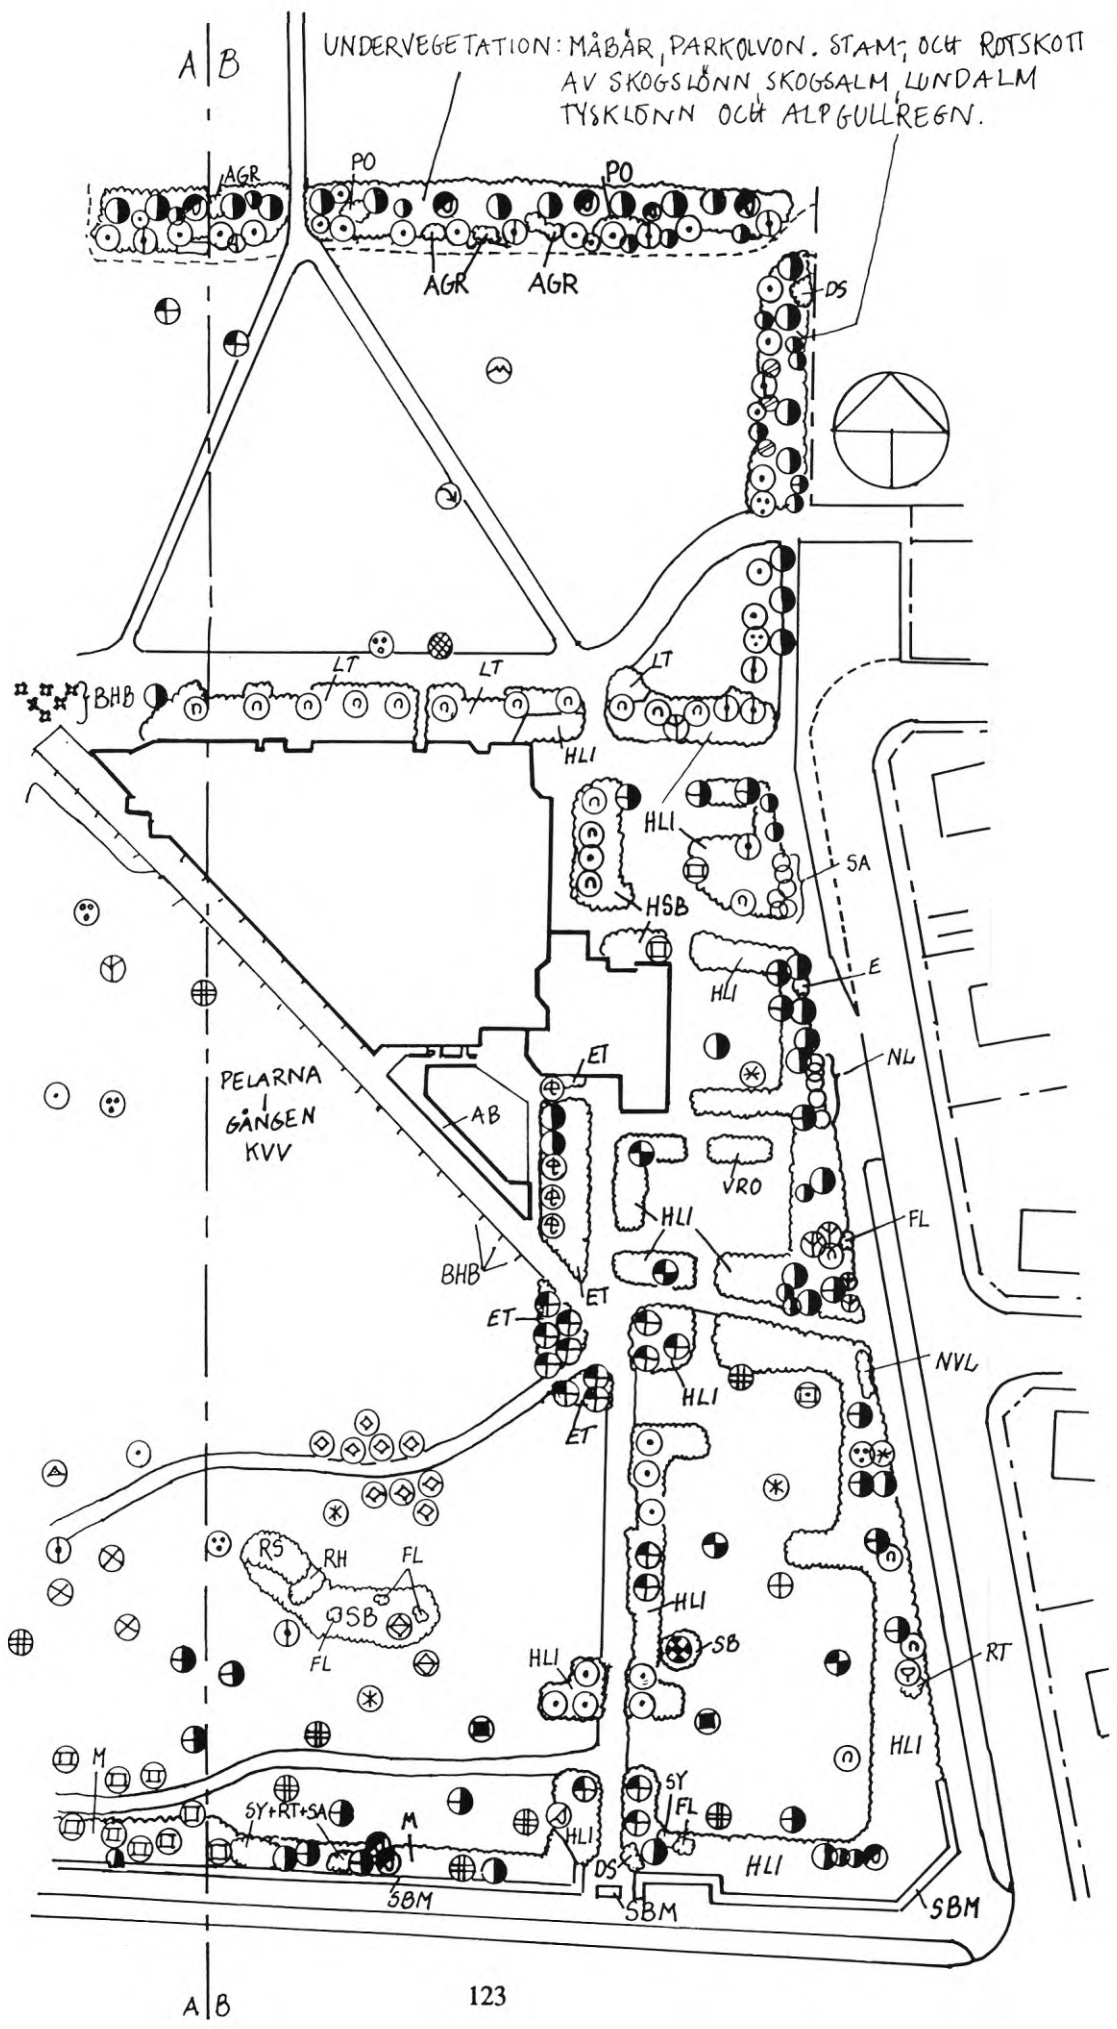 A B
UNDERVEGETATION: MÅBÄR, PARKOLVON. STAM-, OCH ROTSKOTT
AV SKOGSLÖNN, SKOGSALM, LUNDALM
TYSKLÖNN OCH ALPGULLREGN.
AGR
PO
PO
AGR
AGR
DS
LT
LT
LT
BHB
HLI
HLI
SA
HSB
HLI
E
ET
NL
PELARNA
I
GÅNGEN
KVV
AB
VRO
HLI
FL
BHB
ET
ET
NVL
HLI
ET
RS
RH
FL
SB
FL
HLI
SB
HLI
RT
HLI
M
SY+RT+SA
M
SY
FL
HLI
DS
HLI
SBM
SBM
SBM
A B
123